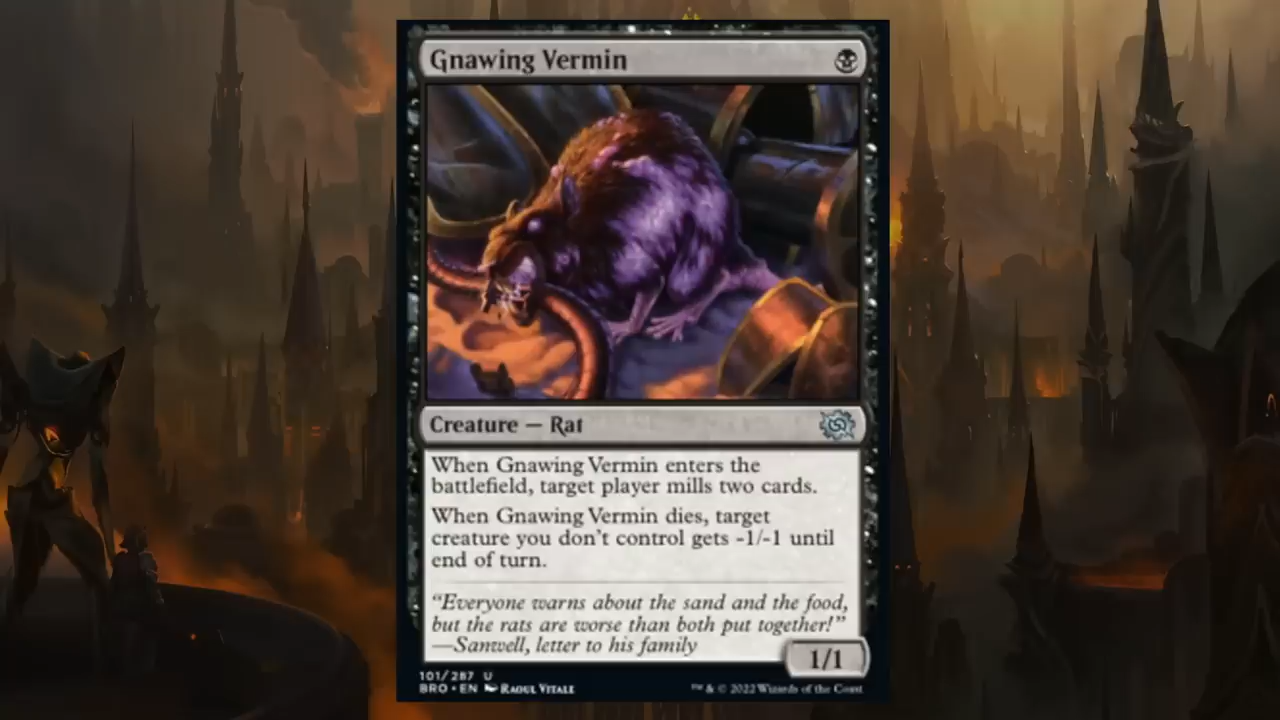 Gnawing Vermin
Creature — Rat
When Gnawing Vermin enters the
battlefield, target player mills two cards.
When Gnawing Vermin dies, target
creature you don't control gets -1/-1 until
end of turn.
"Everyone warns about the sand and the food,
but the rats are worse than both put together!"
—Sanwell, letter to his family
1/1
101/287 U
BRO • EN Raoul Vitale
™ & © 2022 Wizards of the Coast